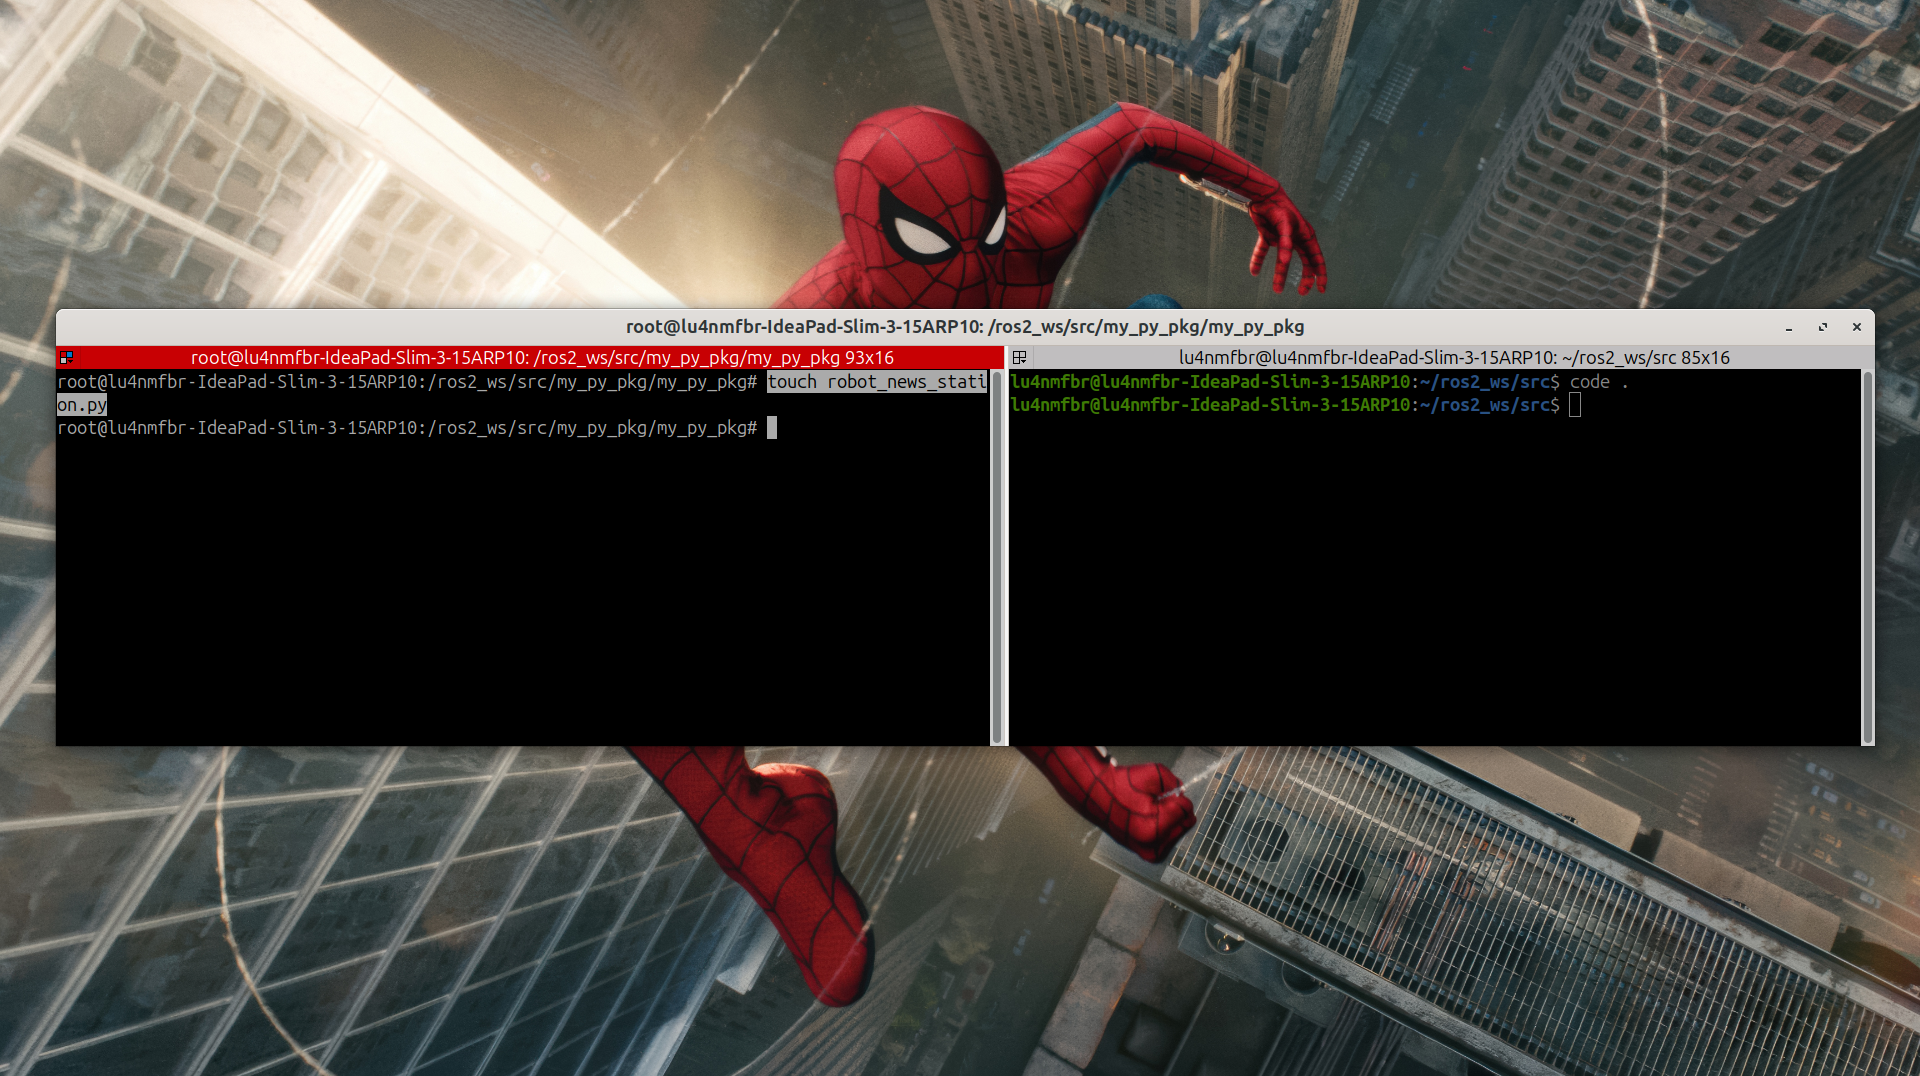 root@lu4nmfbr-IdeaPad-Slim-3-15ARP10: /ros2_ws/src/my_py_pkg/my_py_pkg
root@lu4nmfbr-IdeaPad-Slim-3-15ARP10: /ros2_ws/src/my_py_pkg/my_py_pkg 93x16
root@lu4nmfbr-IdeaPad-Slim-3-15ARP10:/ros2_ws/src/my_py_pkg/my_py_pkg# touch robot_news_stati
on.py
root@lu4nmfbr-IdeaPad-Slim-3-15ARP10:/ros2_ws/src/my_py_pkg/my_py_pkg#
lu4nmfbr@lu4nmfbr-IdeaPad-Slim-3-15ARP10: ~/ros2_ws/src 85x16
lu4nmfbr@lu4nmfbr-IdeaPad-Slim-3-15ARP10:~/ros2_ws/src$ code .
lu4nmfbr@lu4nmfbr-IdeaPad-Slim-3-15ARP10:~/ros2_ws/src$